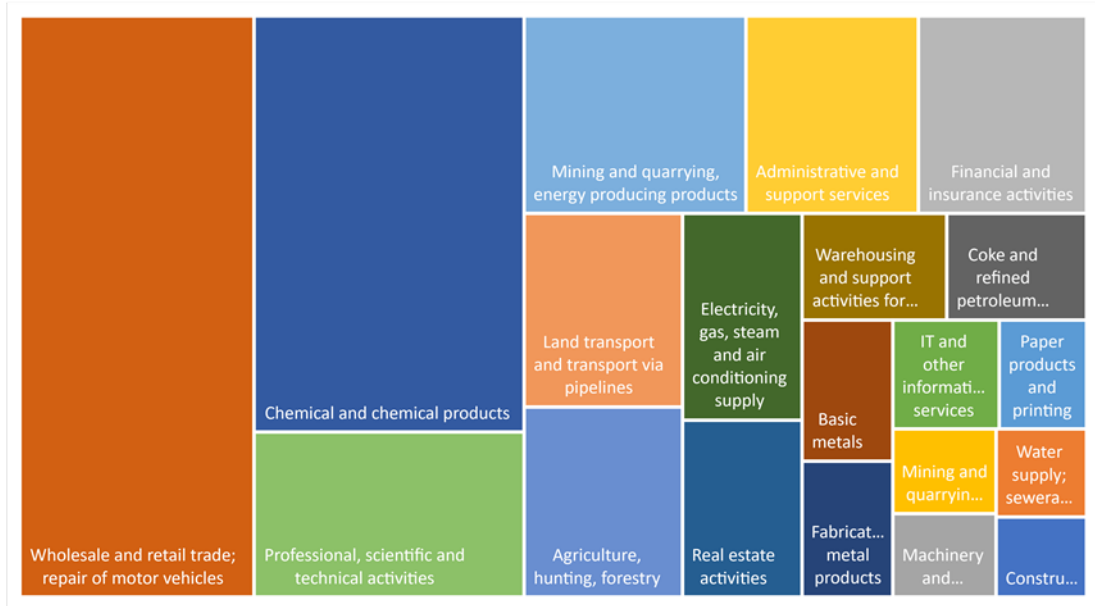 Wholesale and retail trade;
repair of motor vehicles
Chemical and chemical products
Professional, scientific and
technical activities
Mining and quarrying,
energy producing products
Administrative and
support services
Financial and
insurance activities
Land transport
and transport via
pipelines
Agriculture,
hunting, forestry
Electricity,
gas, steam
and air
conditioning
supply
Real estate
activities
Warehousing
and support
activities for...
Coke and
refined
petroleum...
Basic
metals
Fabricat...
metal
products
IT and
other
informati...
services
Paper
products
and
printing
Mining and
quarryin...
Water
supply;
sewera...
Machinery
and...
Constru...